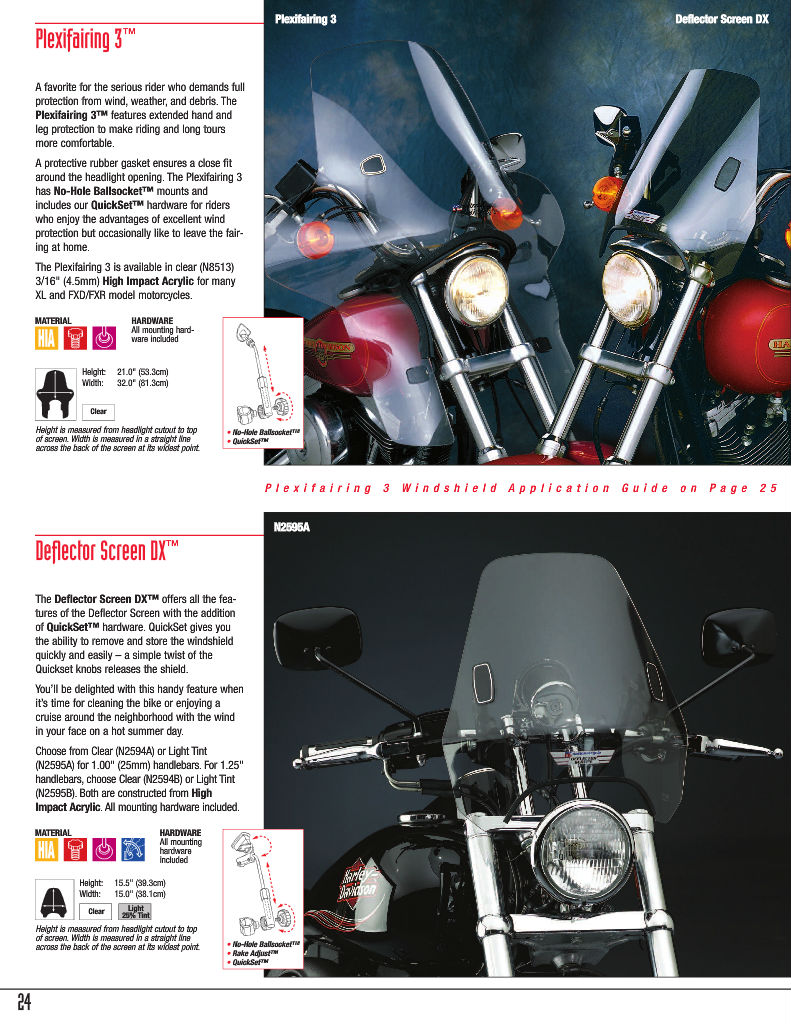 Plexifairing 3™
A favorite for the serious rider who demands full
protection from wind, weather, and debris. The
Plexifairing 3™ features extended hand and
leg protection to make riding and long tours
more comfortable.
A protective rubber gasket ensures a close fit
around the headlight opening. The Plexifairing 3
has No-Hole Ballsocket™ mounts and
includes our QuickSet™ hardware for riders
who enjoy the advantages of excellent wind
protection but occasionally like to leave the fair-
ing at home.
The Plexifairing 3 is available in clear (N8513)
3/16" (4.5mm) High Impact Acrylic for many
XL and FXD/FXR model motorcycles.
MATERIAL
HIA
HARDWARE
All mounting hard-
ware included
Height: 21.0" (53.3cm)
Width: 32.0" (81.3cm)
Clear
Height is measured from headlight cutout to top
of screen. Width is measured in a straight line
across the back of the screen at its widest point.
• No-Hole Ballsocket™
• QuickSet™
Plexifairing 3
Deflector Screen DX
Plexifairing 3 Windshield Application Guide on Page 25
Deflector Screen DX™
The Deflector Screen DX™ offers all the fea-
tures of the Deflector Screen with the addition
of QuickSet™ hardware. QuickSet gives you
the ability to remove and store the windshield
quickly and easily – a simple twist of the
Quickset knobs releases the shield.
You'll be delighted with this handy feature when
it's time for cleaning the bike or enjoying a
cruise around the neighborhood with the wind
in your face on a hot summer day.
Choose from Clear (N2594A) or Light Tint
(N2595A) for 1.00" (25mm) handlebars. For 1.25"
handlebars, choose Clear (N2594B) or Light Tint
(N2595B). Both are constructed from High
Impact Acrylic. All mounting hardware included.
MATERIAL
HIA
HARDWARE
All mounting
hardware
included
Height: 15.5" (39.3cm)
Width: 15.0" (38.1cm)
Clear
Light
25% Tint
Height is measured from headlight cutout to top
of screen. Width is measured in a straight line
across the back of the screen at its widest point.
• No-Hole Ballsocket™
• Rake Adjust™
• QuickSet™
N2595A
Harley-
Davidson
24